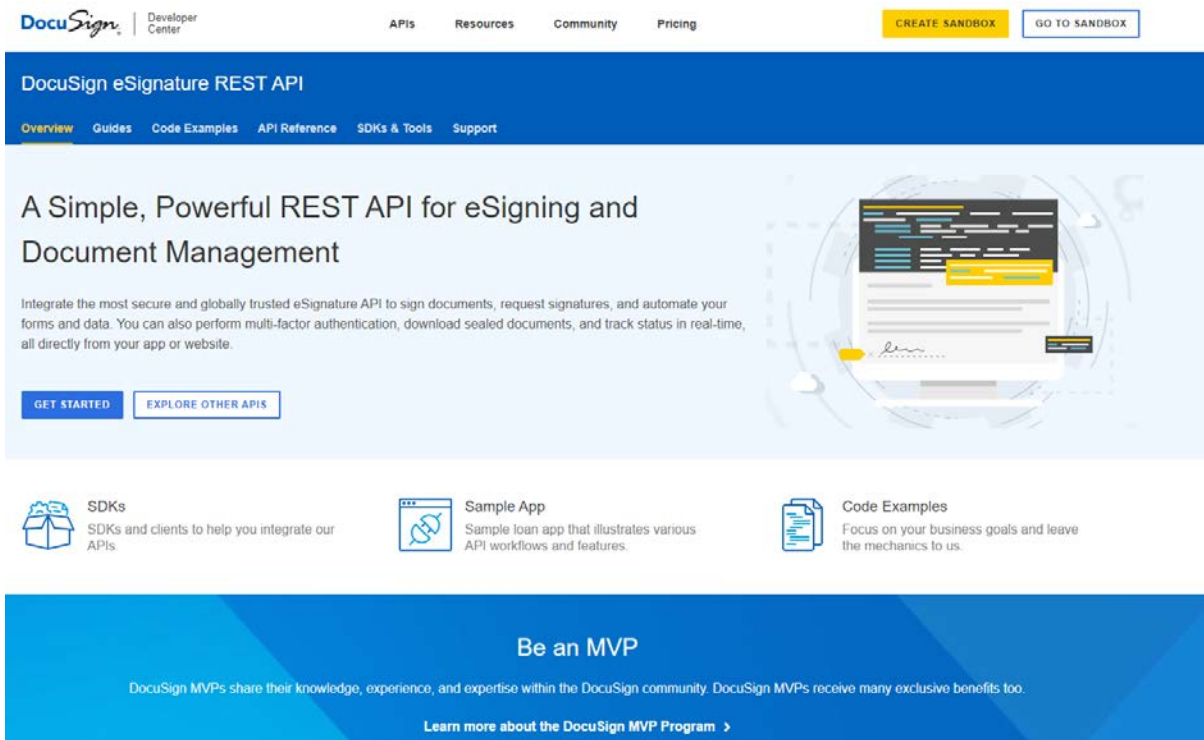 DocuSign Developer Center
APIs Resources Community Pricing
CREATE SANDBOX GO TO SANDBOX
DocuSign eSignature REST API
Overview Guides Code Examples API Reference SDKs & Tools Support
A Simple, Powerful REST API for eSigning and
Document Management
Integrate the most secure and globally trusted eSignature API to sign documents, request signatures, and automate your
forms and data. You can also perform multi-factor authentication, download sealed documents, and track status in real-time,
all directly from your app or website.
GET STARTED EXPLORE OTHER APIS
SDKs
SDKs and clients to help you integrate our
APIs.
Sample App
Sample loan app that illustrates various
API workflows and features.
Code Examples
Focus on your business goals and leave
the mechanics to us.
Be an MVP
DocuSign MVPs share their knowledge, experience, and expertise within the DocuSign community. DocuSign MVPs receive many exclusive benefits too.
Learn more about the DocuSign MVP Program >